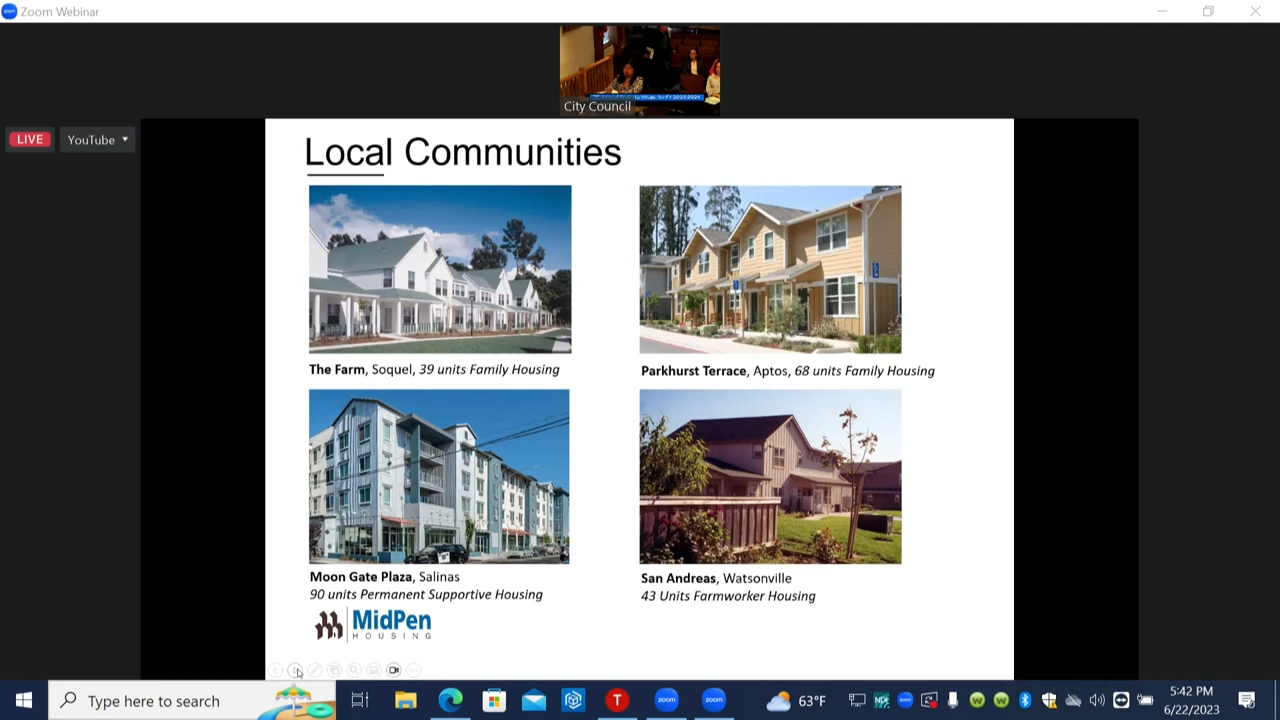 Zoom Webinar
City Council
LIVE
YouTube
Local Communities
The Farm, Soquel, 39 units Family Housing
Parkhurst Terrace, Aptos, 68 units Family Housing
Moon Gate Plaza, Salinas
90 units Permanent Supportive Housing
San Andreas, Watsonville
43 Units Farmworker Housing
MidPen
HOUSING
Type here to search
63°F
5:42 PM
6/22/2023